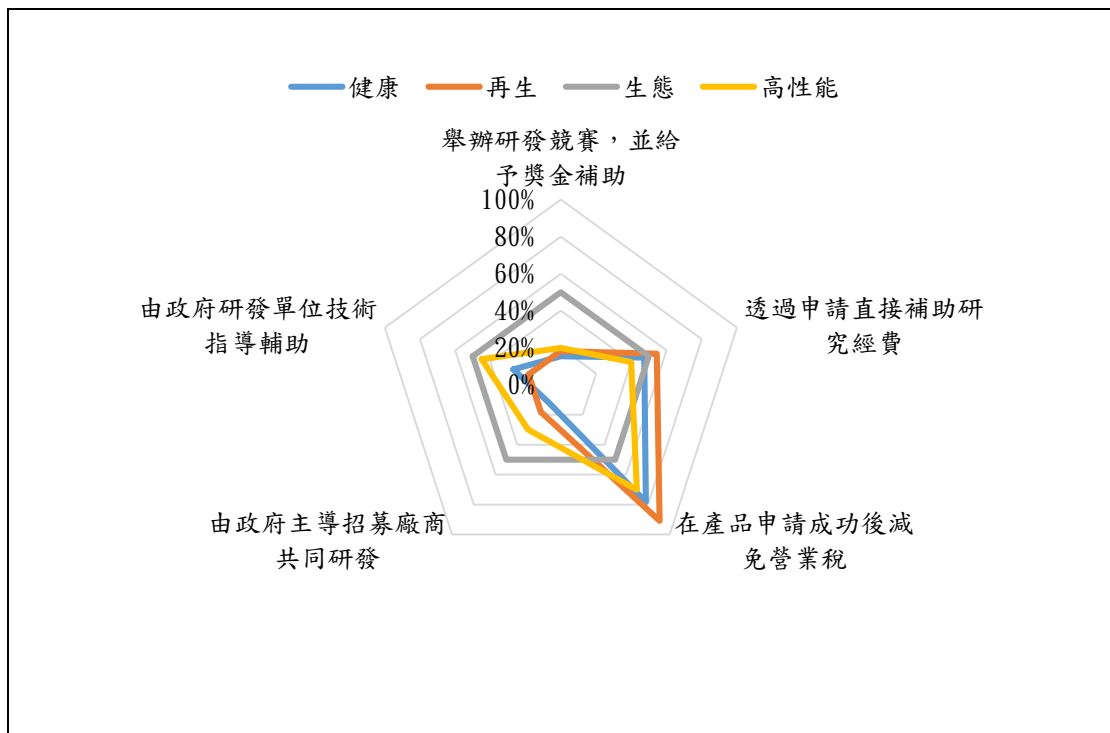 健康 再生 生態 高性能
舉辦研發競賽，並給
予獎金補助
100%
80%
60%
40%
20%
0%
透過申請直接補助研
究經費
在產品申請成功後減
免營業稅
由政府主導招募廠商
共同研發
由政府研發單位技術
指導輔助